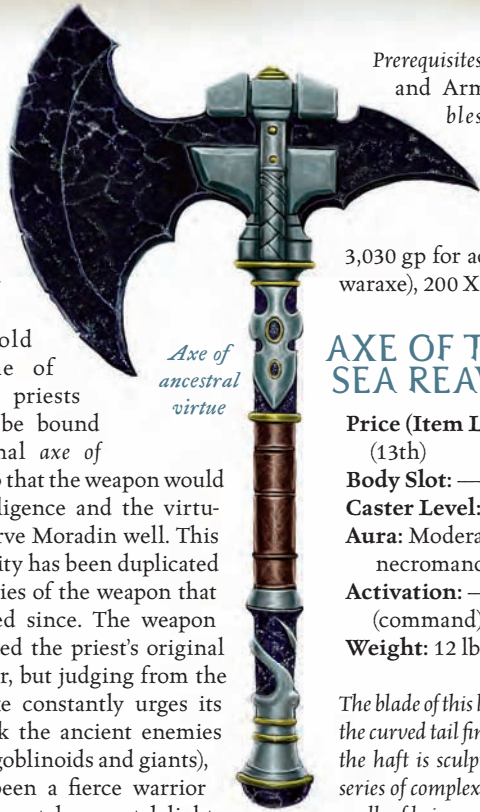 old
of
priests
be bound
axe of
that the weapon would
ligence and the virtu-
rve Moradin well. This
ity has been duplicated
ies of the weapon that
ed since. The weapon
ed the priest's original
r, but judging from the
constantly urges its
k the ancient enemies
goblinoids and giants),
been a fierce warrior
Axe of
ancestral
virtue
Prerequisites
and Arm
bles
3,030 gp for
waraxe), 200 X
AXE OF T
SEA REAV
Price (Item L
(13th)
Body Slot: —
Caster Level:
Aura: Modera
necromanc
Activation: —
(command)
Weight: 12 lb
The blade of this
the curved tail fin
the haft is sculp
series of complex